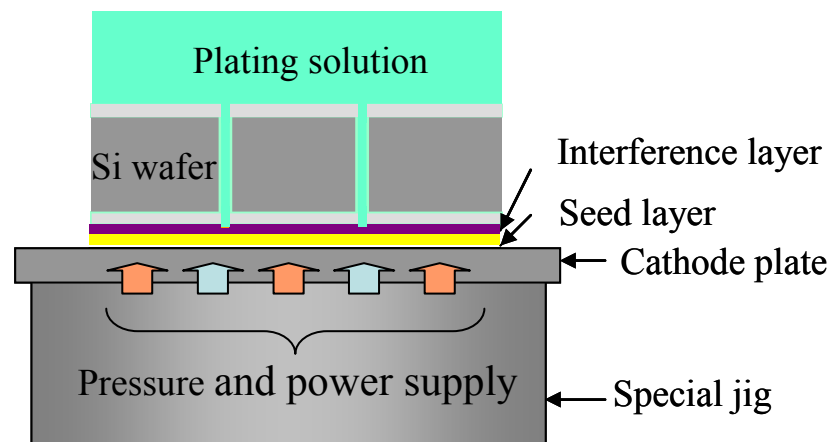 Plating solution
Si wafer
Interference layer
Seed layer
Cathode plate
Pressure and power supply
Special jig